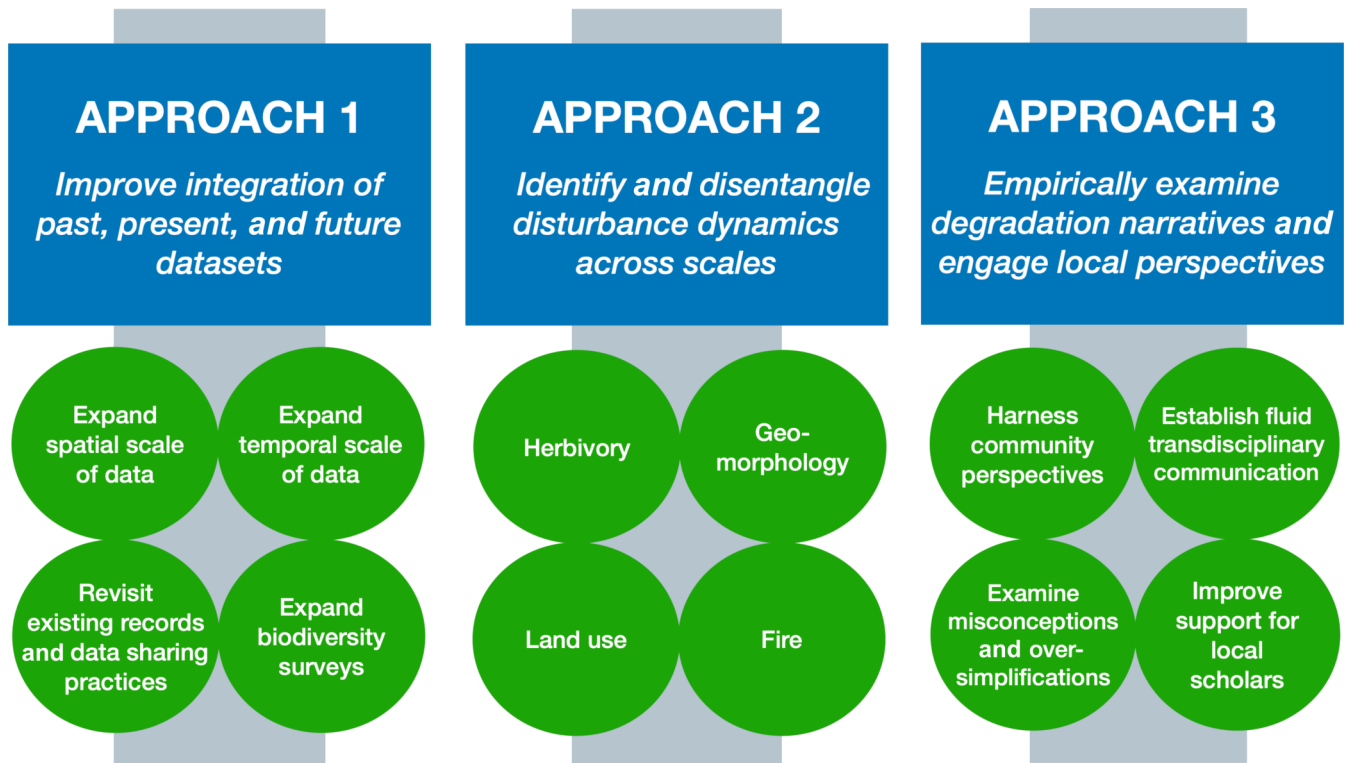 APPROACH 1
Improve integration of
past, present, and future
datasets
Expand
spatial scale
of data
Expand
temporal scale
of data
Revisit
existing records
and data sharing
practices
Expand
biodiversity
surveys
APPROACH 2
Identify and disentangle
disturbance dynamics
across scales
Herbivory
Geo-
morphology
Land use
Fire
APPROACH 3
Empirically examine
degradation narratives and
engage local perspectives
Harness
community
perspectives
Establish fluid
transdisciplinary
communication
Examine
misconceptions
and over-
simplifications
Improve
support for
local
scholars